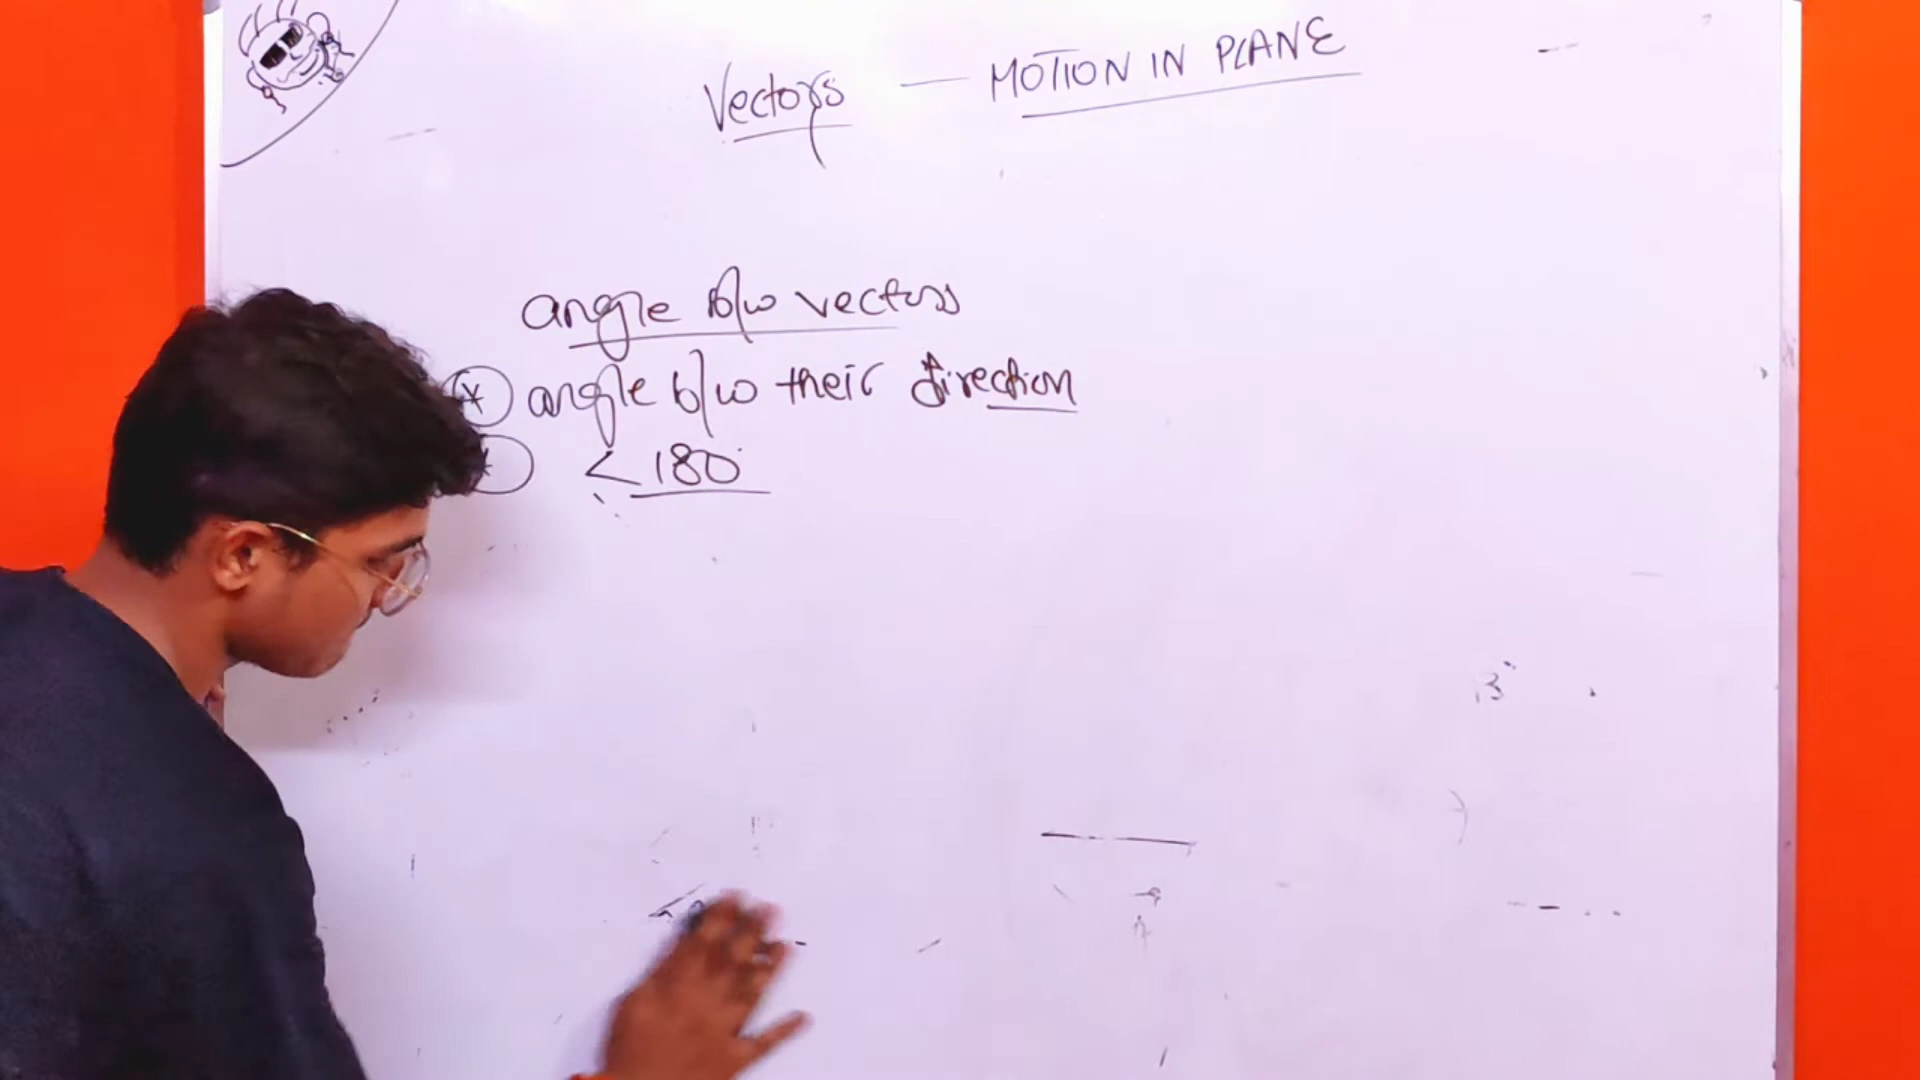 Vectors — MOTION IN PLANE
angle b/w vectors
* angle b/w their direction
* < 180°
B